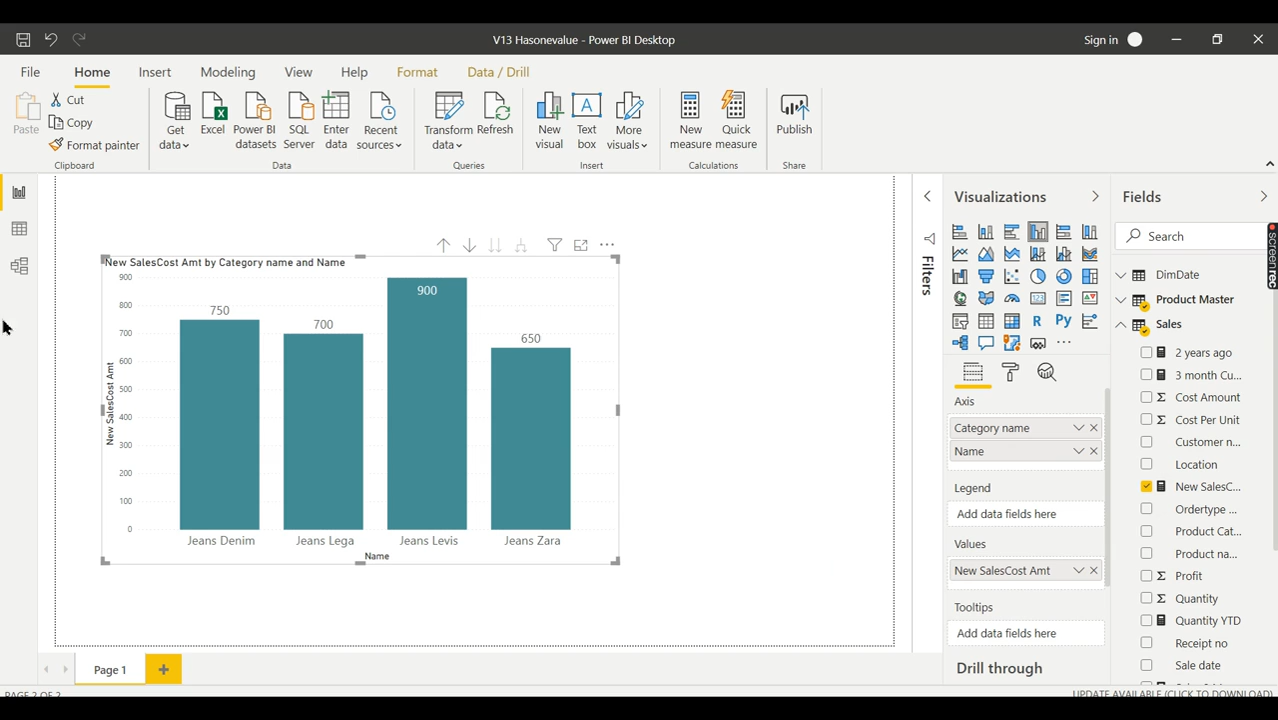 V13 Hasonevalue - Power BI Desktop
Sign in
File Home Insert Modeling View Help Format Data / Drill
Paste
Cut
Copy
Format painter
Clipboard
Get data
Excel
Power BI datasets
SQL Server
Enter data
Recent sources
Data
Transform data
Refresh
Queries
New visual
A
Text box
More visuals
Insert
New measure
Quick measure
Calculations
Publish
Share
New SalesCost Amt by Category name and Name
New SalesCost Amt
900
800
700
600
500
400
300
200
100
0
750
700
900
650
Jeans Denim Jeans Lega Jeans Levis Jeans Zara
Name
Page 1
PAGE 2 OF 2
Filters
Visualizations
123
R
Py
Axis
Category name
Name
Legend
Add data fields here
Values
New SalesCost Amt
Tooltips
Add data fields here
Drill through
Fields
Search
DimDate
Product Master
Sales
2 years ago
3 month Cu...
Cost Amount
Cost Per Unit
Customer n...
Location
New SalesC...
Ordertype ...
Product Cat...
Product na...
Profit
Quantity
Quantity YTD
Receipt no
Sale date
UPDATE AVAILABLE (CLICK TO DOWNLOAD)
screenrec